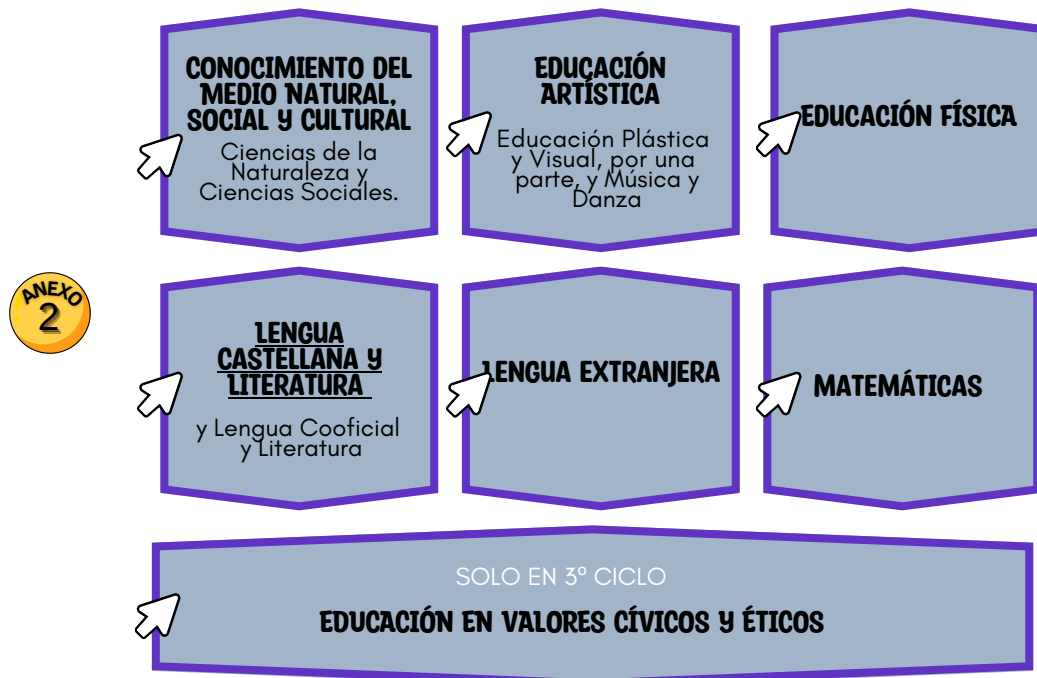 CONOCIMIENTO DEL
MEDIO NATURAL,
SOCIAL Y CULTURAL
Ciencias de la
Naturaleza y
Ciencias Sociales.
EDUCACIÓN
ARTÍSTICA
Educación Plástica
y Visual, por una
parte, y Música y
Danza
EDUCACIÓN FÍSICA
ANEXO
2
LENGUA
CASTELLANA Y
LITERATURA
y Lengua Cooficial
y Literatura
LENGUA EXTRANJERA
MATEMÁTICAS
SOLO EN 3º CICLO
EDUCACIÓN EN VALORES CÍVICOS Y ÉTICOS